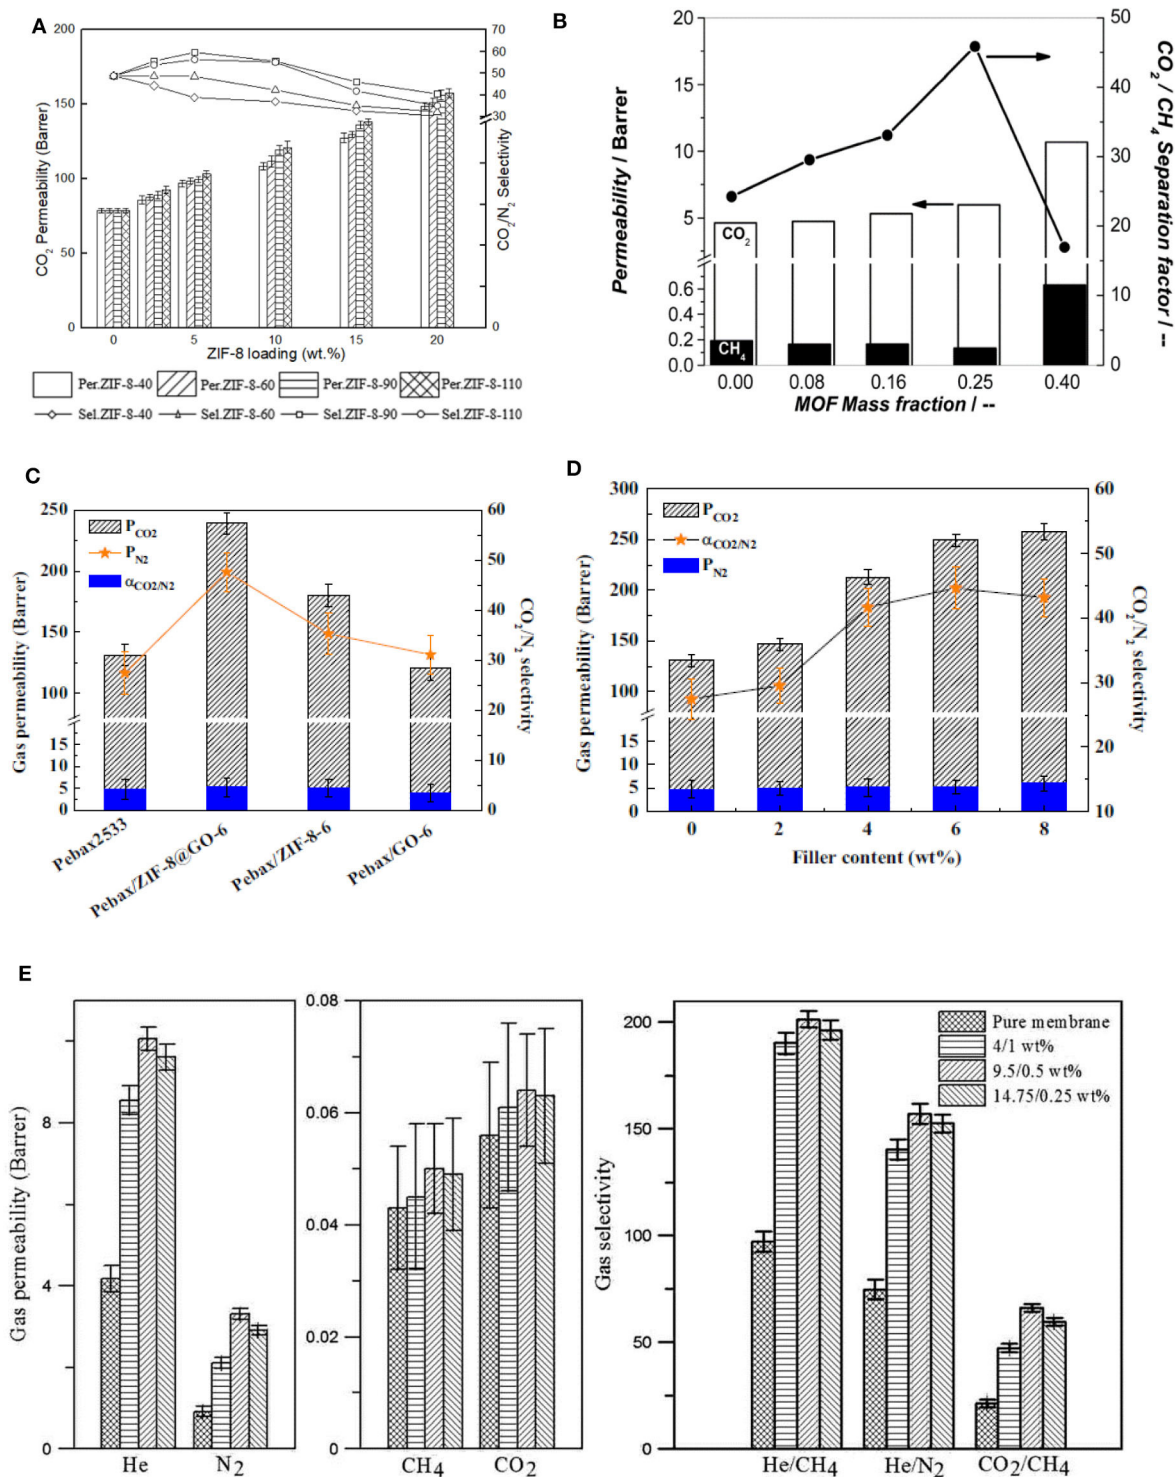 A
200
150
100
50
0
CO2 Permeability (Barrer)
70
60
50
40
30
0
CO2/N2 Selectivity
0 5 10 15 20
ZIF-8 loading (wt.%)
Per.ZIF-8-40 Per.ZIF-8-60 Per.ZIF-8-90 Per.ZIF-8-110
Sel.ZIF-8-40 Sel.ZIF-8-60 Sel.ZIF-8-90 Sel.ZIF-8-110
B
20
15
10
5
0.6
0.4
0.2
0.0
Permeability / Barrer
50
40
30
20
10
0
CO2 / CH4 Separation factor / --
CO2
CH4
0.00 0.08 0.16 0.25 0.40
MOF Mass fraction / --
C
250
200
150
100
15
10
5
0
Gas permeability (Barrer)
PCO2
PN2
αCO2/N2
60
50
40
30
20
10
0
CO2/N2 selectivity
Pebax2533
Pebax/ZIF-8@GO-6
Pebax/ZIF-8-6
Pebax/GO-6
D
300
250
200
150
100
15
10
5
0
Gas permeability (Barrer)
PCO2
αCO2/N2
PN2
60
50
40
30
20
10
CO2/N2 selectivity
0 2 4 6 8
Filler content (wt%)
E
8
4
0
Gas permeability (Barrer)
He N2
0.08
0.06
0.04
0.02
0
CH4 CO2
200
150
100
50
0
Gas selectivity
Pure membrane
4/1 wt%
9.5/0.5 wt%
14.75/0.25 wt%
He/CH4 He/N2 CO2/CH4